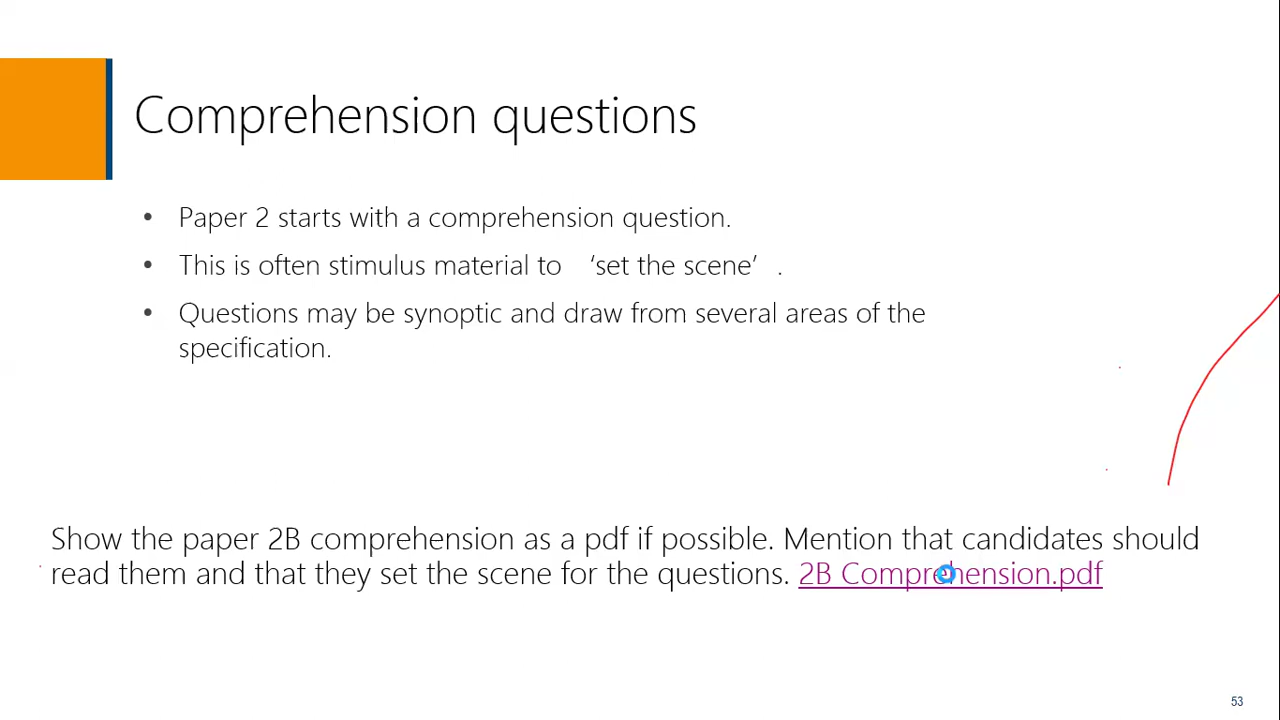 Comprehension questions
• Paper 2 starts with a comprehension question.
• This is often stimulus material to ‘set the scene’ .
• Questions may be synoptic and draw from several areas of the
specification.
Show the paper 2B comprehension as a pdf if possible. Mention that candidates should
read them and that they set the scene for the questions. 2B Comprehension.pdf
53